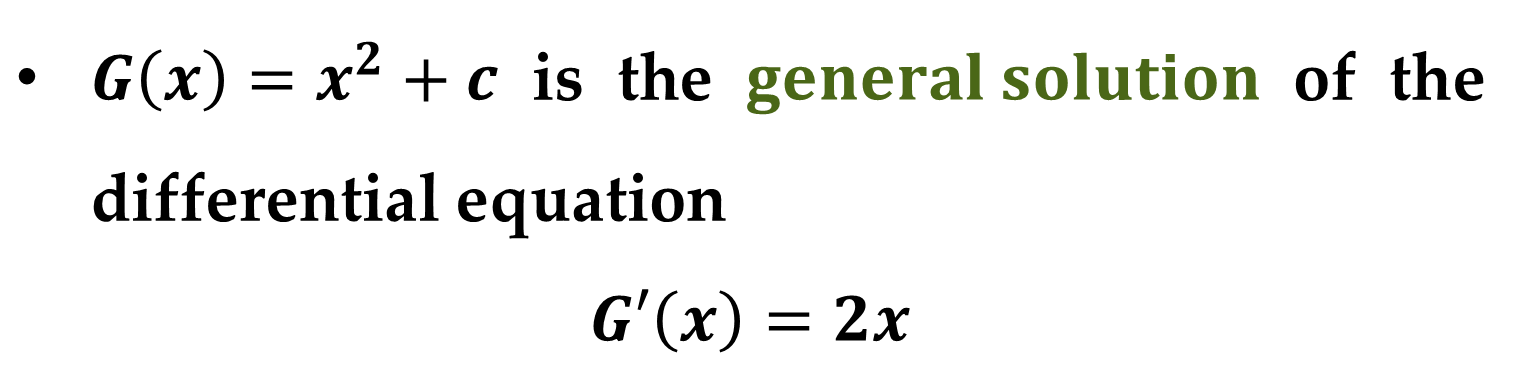 • G(x) = x² + c is the general solution of the
differential equation
G′(x) = 2x